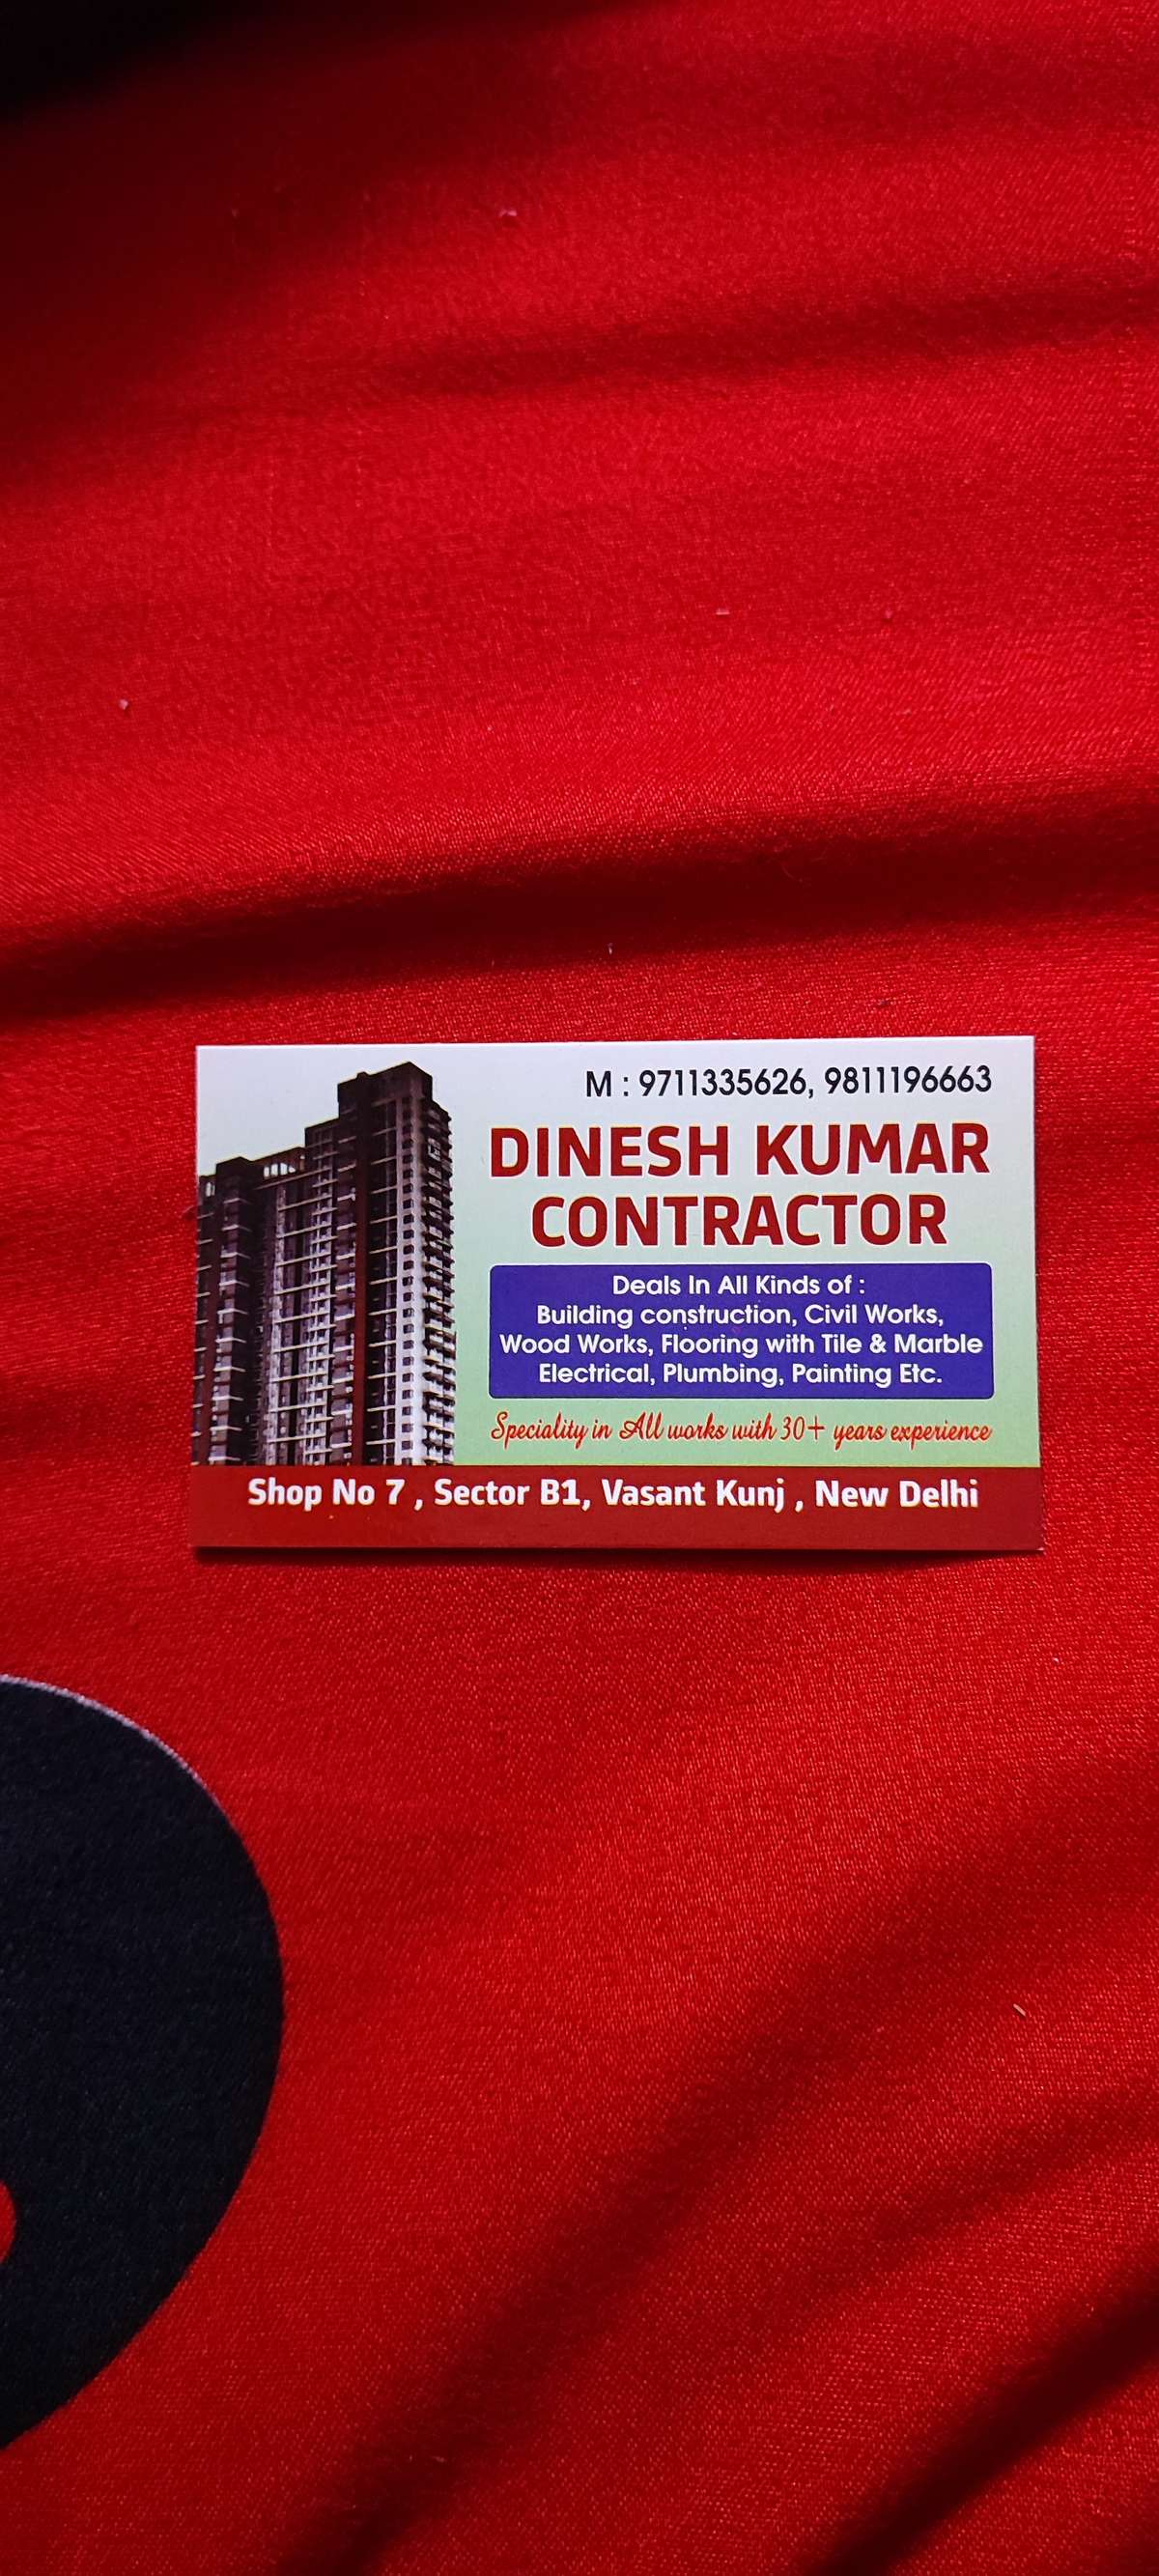 M : 9711335626, 9811196663
DINESH KUMAR
CONTRACTOR
Deals In All Kinds of :
Building construction, Civil Works,
Wood Works, Flooring with Tile & Marble
Electrical, Plumbing, Painting Etc.
Speciality in All works with 30+ years experience
Shop No 7 , Sector B1, Vasant Kunj , New Delhi